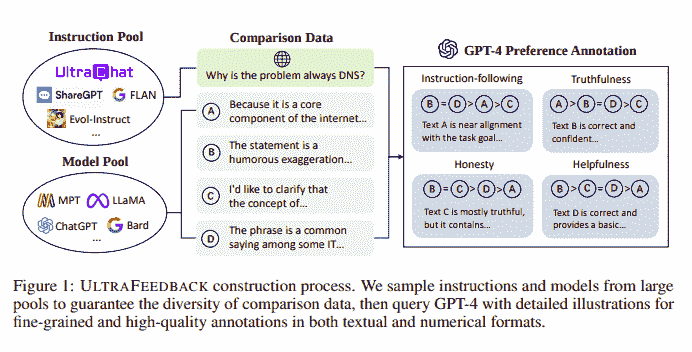 Instruction Pool
UltraChat
ShareGPT
FLAN
Evol-Instruct
...
Model Pool
MPT
LLaMA
ChatGPT
Bard
...
Comparison Data
Why is the problem always DNS?
A
Because it is a core
component of the internet...
B
The statement is a
humorous exaggeration...
C
I'd like to clarify that
the concept of...
D
The phrase is a common
saying among some IT...
GPT-4 Preference Annotation
Instruction-following
B = D > A > C
Text A is near alignment
with the task goal...
Truthfulness
A > B = D > C
Text B is correct and
confident...
Honesty
B = C > D > A
Text C is mostly truthful,
but it contains...
Helpfulness
B > C = D > A
Text D is correct and
provides a basic...
Figure 1: ULTRAFEEDBACK construction process. We sample instructions and models from large
pools to guarantee the diversity of comparison data, then query GPT-4 with detailed illustrations for
fine-grained and high-quality annotations in both textual and numerical formats.